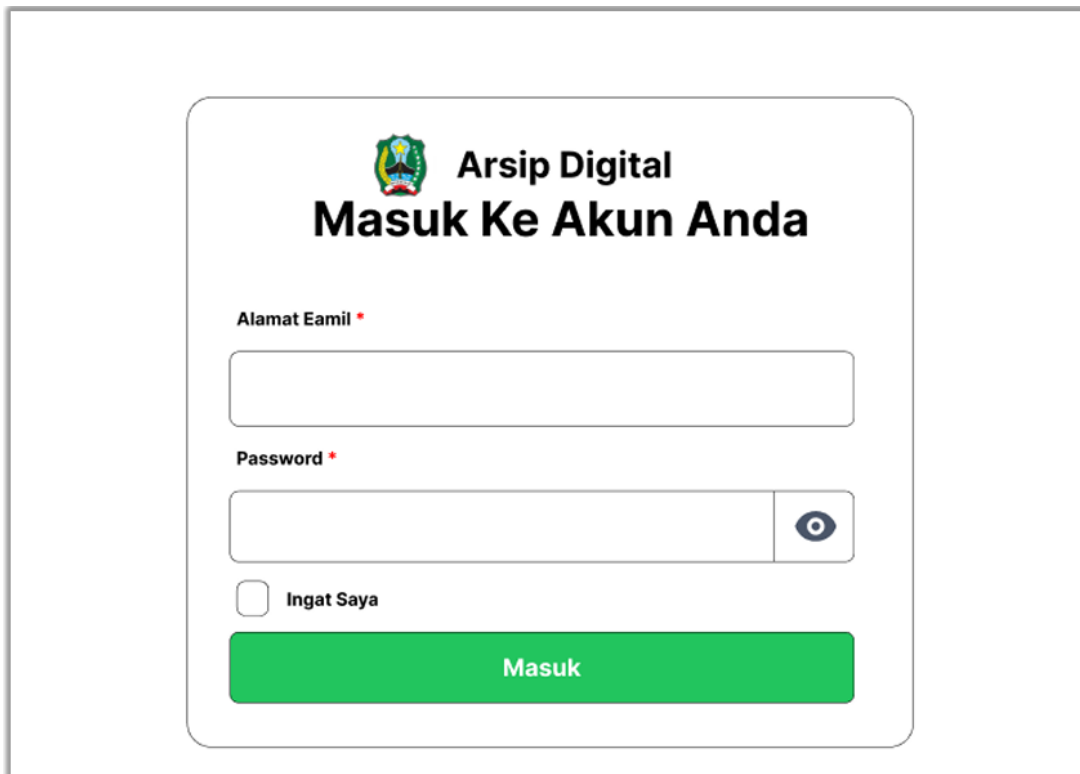 Arsip Digital
Masuk Ke Akun Anda
Alamat Eamil *
Password *
Ingat Saya
Masuk